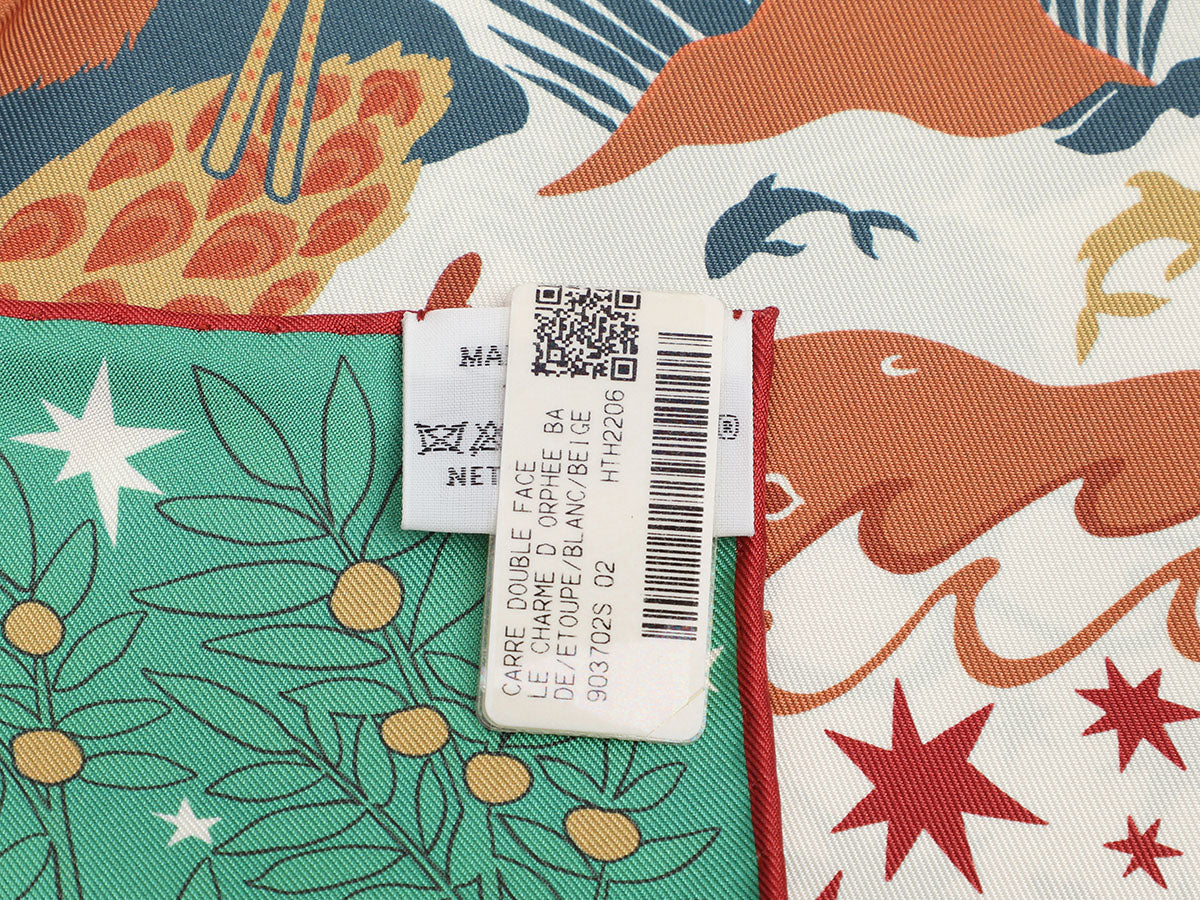 MA
NET
®
CARRE DOUBLE FACE
LE CHARME D ORPHEE BA
DE/ETOUPE/BLANC/BEIGE
903702S 02 HTH2206